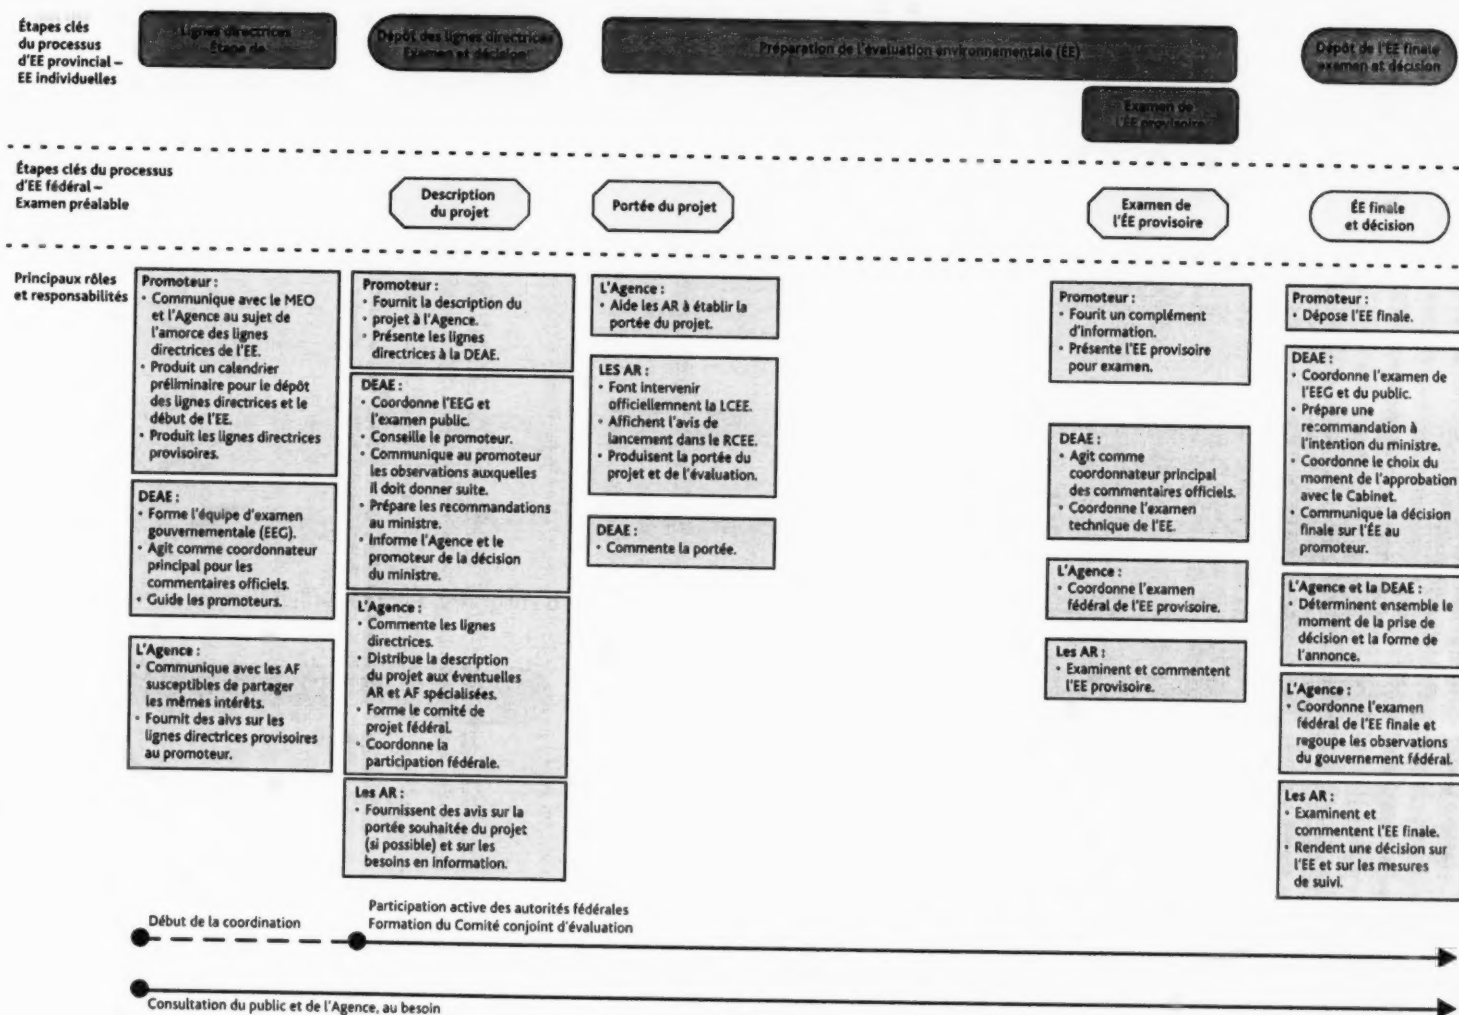 Étapes clés
du processus
d'EE provincial –
EE individuelles
Lignes directrices
Étape de
Dépôt des lignes directrices
Examen et décision
Préparation de l'évaluation environnementale (ÉE)
Dépôt de l'EE finale
examen et décision
Examen de
l'ÉE provisoire
Étapes clés du processus
d'EE fédéral –
Examen préalable
Description
du projet
Portée du projet
Examen de
l'ÉE provisoire
ÉE finale
et décision
Principaux rôles
et responsabilités
Promoteur :
• Communique avec le MEO
et l'Agence au sujet de
l'amorce des lignes
directrices de l'EE.
• Produit un calendrier
préliminaire pour le dépôt
des lignes directrices et le
début de l'EE.
• Produit les lignes directrices
provisoires.
DEAE :
• Forme l'équipe d'examen
gouvernementale (EEG).
• Agit comme coordonnateur
principal pour les
commentaires officiels.
• Guide les promoteurs.
L'Agence :
• Communique avec les AF
susceptibles de partager
les mêmes intérêts.
• Fournit des aivs sur les
lignes directrices provisoires
au promoteur.
Promoteur :
• Fournit la description du
• projet à l'Agence.
• Présente les lignes
directrices à la DEAE.
DEAE :
• Coordonne l'EEG et
l'examen public.
• Conseille le promoteur.
• Communique au promoteur
les observations auxquelles
il doit donner suite.
• Prépare les recommandations
au ministre.
• Informe l'Agence et le
promoteur de la décision
du ministre.
L'Agence :
• Commente les lignes
directrices.
• Distribue la description
du projet aux éventuelles
AR et AF spécialisées.
• Forme le comité de
projet fédéral.
• Coordonne la
participation fédérale.
Les AR :
• Fournissent des avis sur la
portée souhaitée du projet
(si possible) et sur les
besoins en information.
L'Agence :
• Aide les AR à établir la
portée du projet.
LES AR :
• Font intervenir
officiellemnent la LCEE.
• Affichent l'avis de
lancement dans le RCEE.
• Produisent la portée du
projet et de l'évaluation.
DEAE :
• Commente la portée.
Promoteur :
• Fourit un complément
d'information.
• Présente l'EE provisoire
pour examen.
DEAE :
• Agit comme
coordonnateur principal
des commentaires officiels.
• Coordonne l'examen
technique de l'EE.
L'Agence :
• Coordonne l'examen
fédéral de l'EE provisoire.
Les AR :
• Examinent et commentent
l'EE provisoire.
Promoteur :
• Dépose l'EE finale.
DEAE :
• Coordonne l'examen de
l'EEG et du public.
• Prépare une
recommandation à
l'intention du ministre.
• Coordonne le choix du
moment de l'approbation
avec le Cabinet.
• Communique la décision
finale sur l'ÉE au
promoteur.
L'Agence et la DEAE :
• Déterminent ensemble le
moment de la prise de
décision et la forme de
l'annonce.
L'Agence :
• Coordonne l'examen
fédéral de l'EE finale et
regoupe les observations
du gouvernement fédéral.
Les AR :
• Examinent et
commentent l'EE finale.
• Rendent une décision sur
l'EE et sur les mesures
de suivi.
Début de la coordination
Participation active des autorités fédérales
Formation du Comité conjoint d'évaluation
Consultation du public et de l'Agence, au besoin